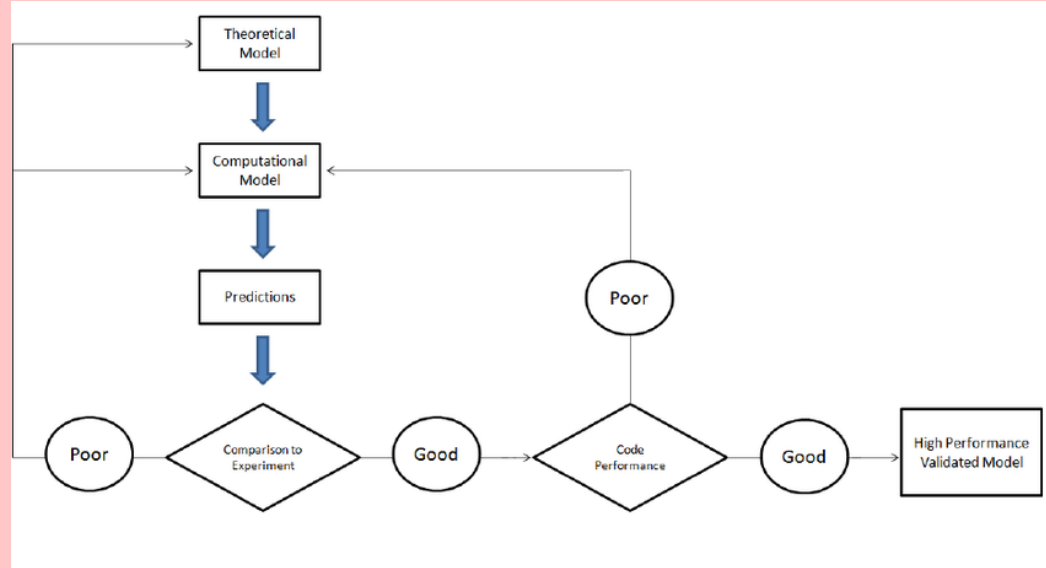 Theoretical
Model
Computational
Model
Predictions
Poor
Poor
Comparison to
Experiment
Good
Code
Performance
Good
High Performance
Validated Model